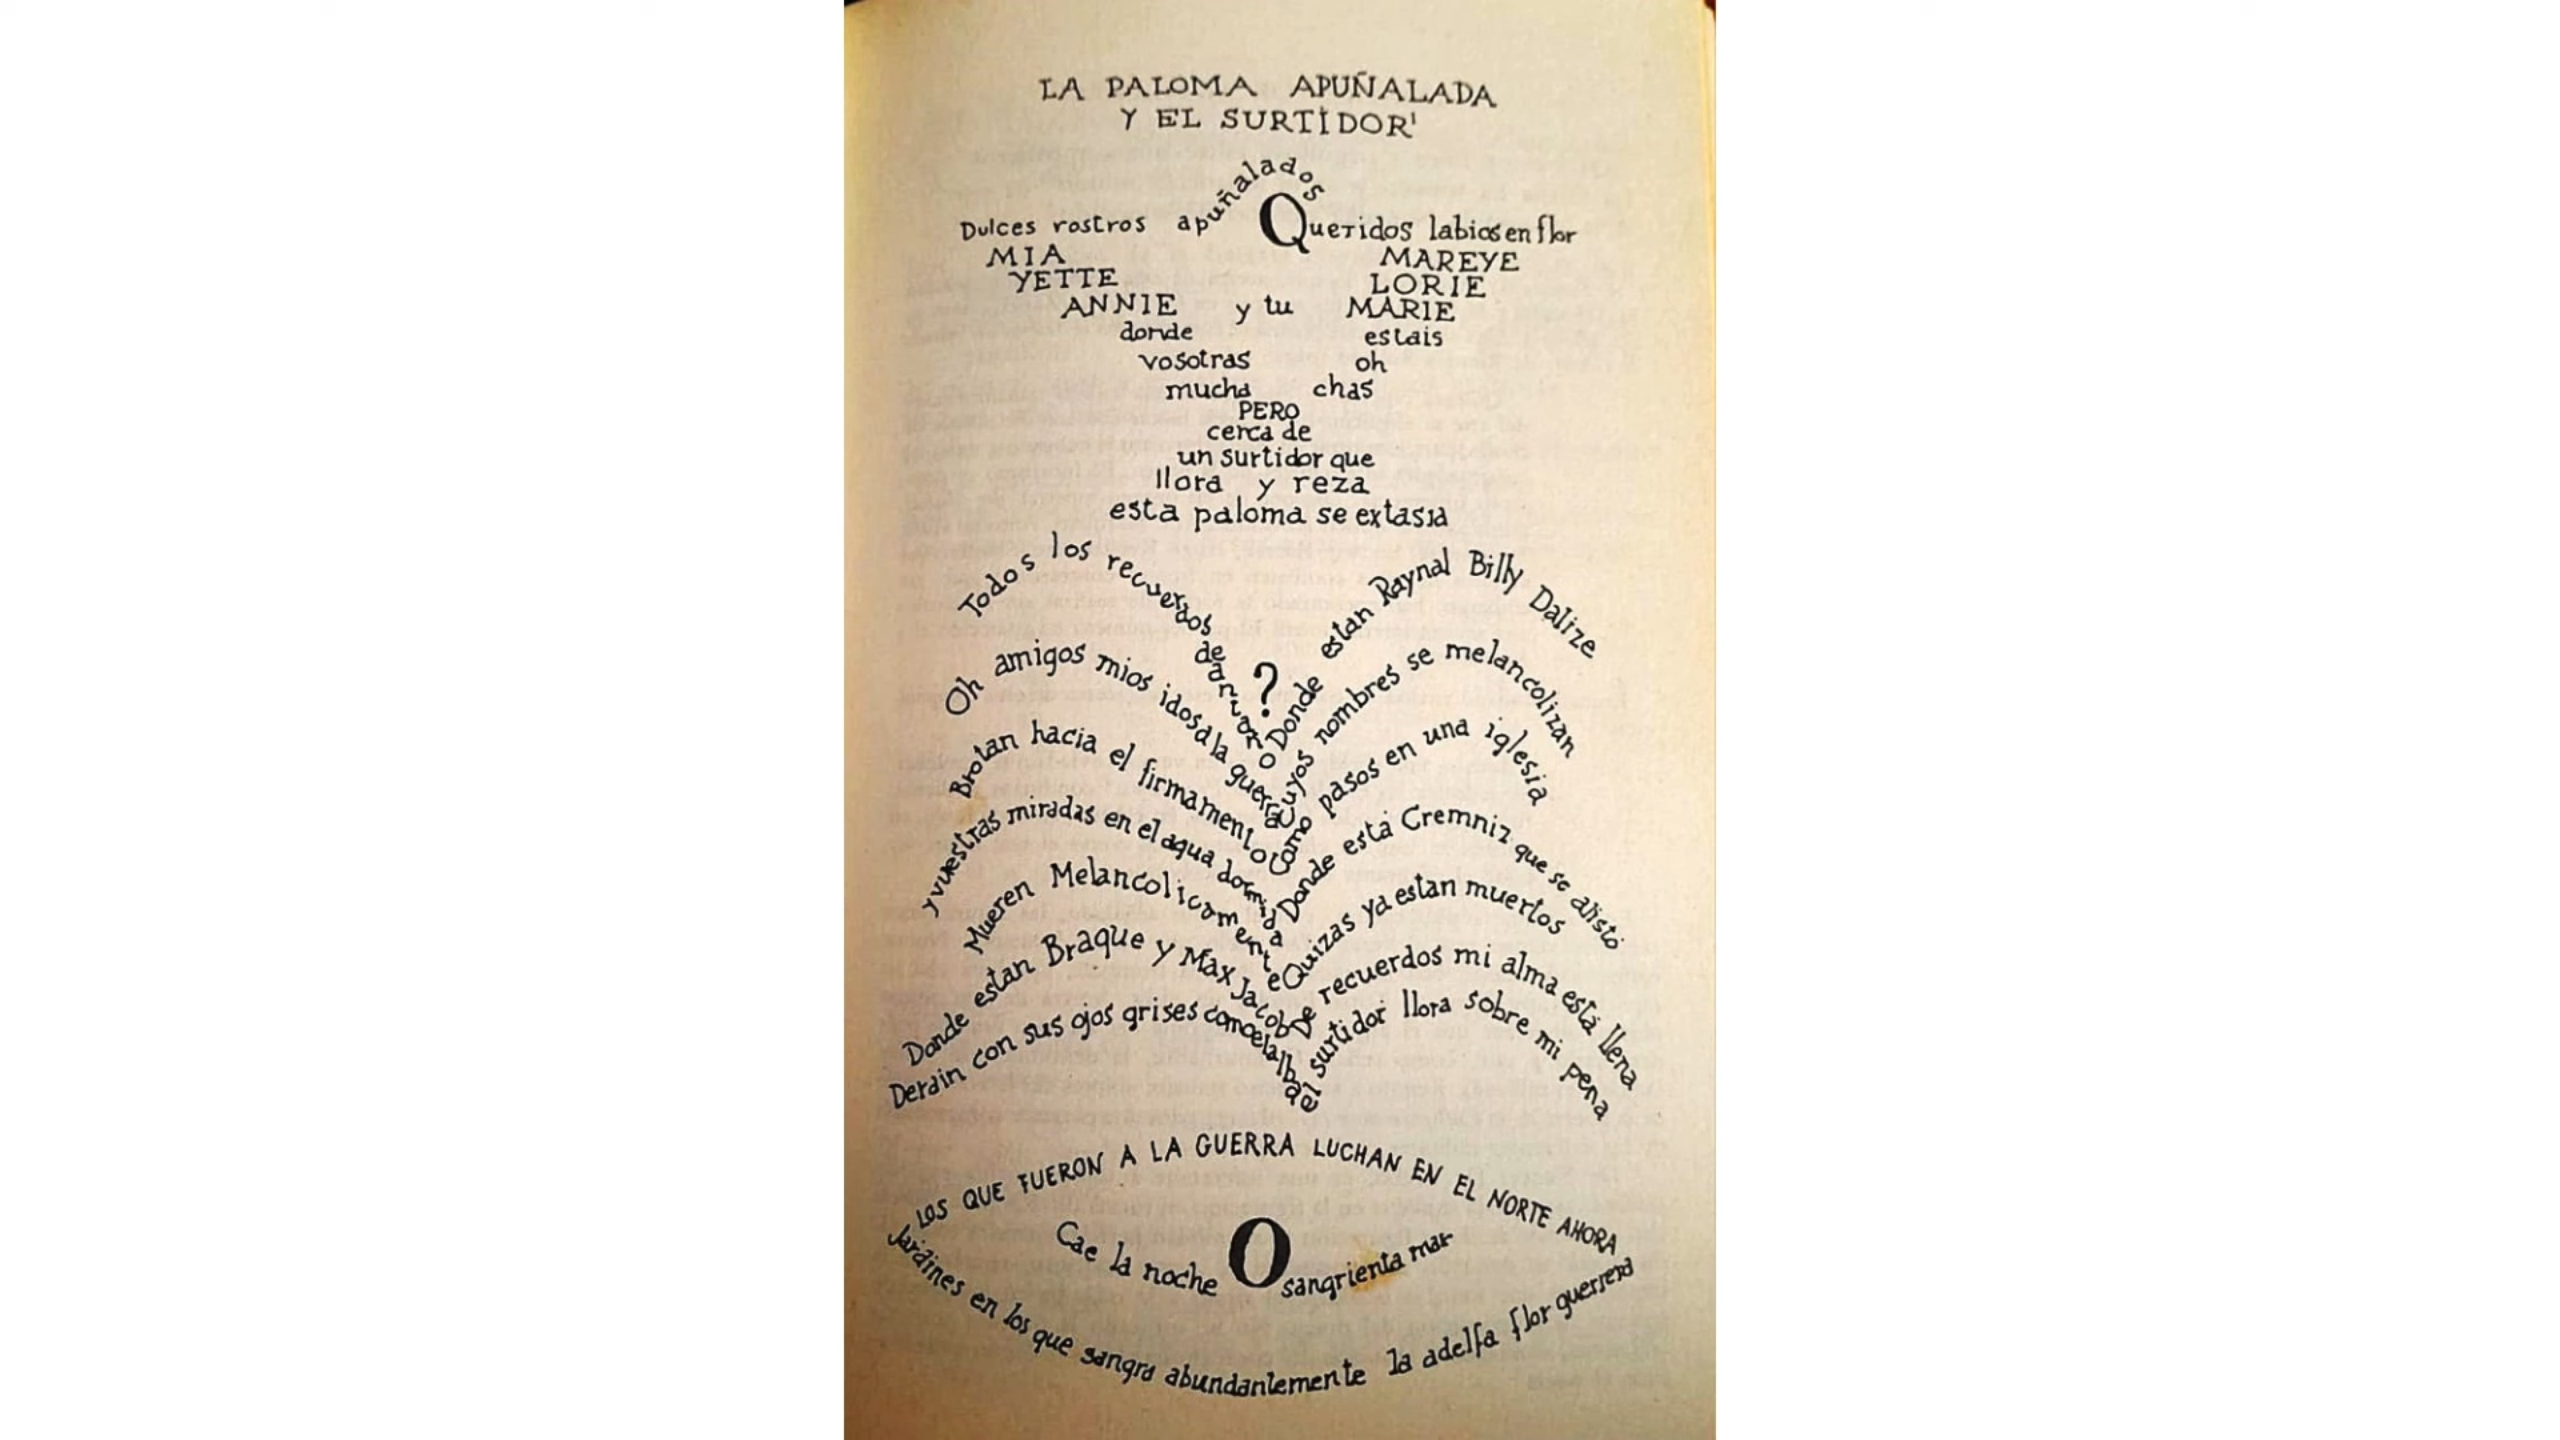 LA PALOMA APUÑALADA
Y EL SURTIDOR¹
Dulces rostros apuñalados
Queridos labios en flor
MIA MAREYE
YETTE LORIE
ANNIE y tu MARIE
donde estais
vosotras oh
mucha chas
PERO
cerca de
un surtidor que
llora y reza
esta paloma se extasia
Todos los recuerdos de antaño
?
Donde estan Raynal Billy Dalize
Oh amigos mios idos a la guerra
Cuyos nombres se melancolizan
Brotan hacia el firmamento
Como pasos en una iglesia
y vuestras miradas en el agua dormida
Donde está Cremniz que se alistó
Mueren Melancolicamente
Quizas ya estan muertos
Donde estan Braque y Max Jacob
De recuerdos mi alma está llena
Derain con sus ojos grises como el alba
el surtidor llora sobre mi pena
LOS QUE FUERON A LA GUERRA LUCHAN EN EL NORTE AHORA
Cae la noche O sangrienta mar
Jardines en los que sangra abundantemente la adelfa flor guerrera